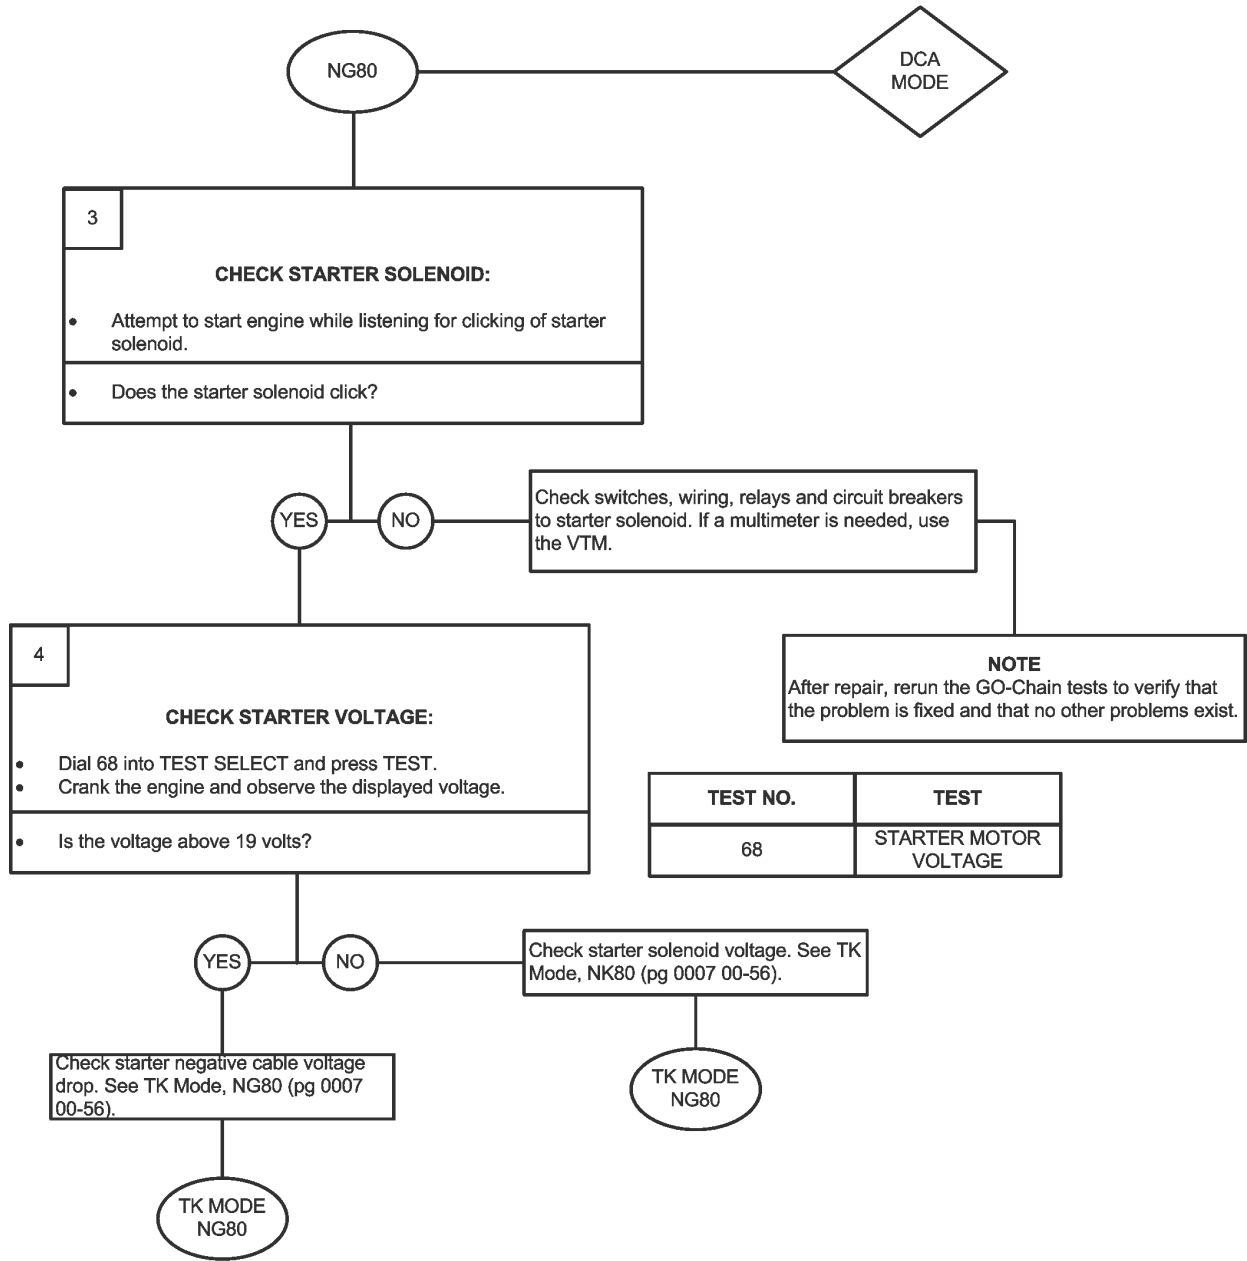 NG80
DCA
MODE
3
CHECK STARTER SOLENOID:
• Attempt to start engine while listening for clicking of starter
solenoid.
• Does the starter solenoid click?
YES
NO
Check switches, wiring, relays and circuit breakers
to starter solenoid. If a multimeter is needed, use
the VTM.
NOTE
After repair, rerun the GO-Chain tests to verify that
the problem is fixed and that no other problems exist.
4
CHECK STARTER VOLTAGE:
• Dial 68 into TEST SELECT and press TEST.
• Crank the engine and observe the displayed voltage.
• Is the voltage above 19 volts?
TEST NO.
TEST
68
STARTER MOTOR
VOLTAGE
YES
NO
Check starter solenoid voltage. See TK
Mode, NK80 (pg 0007 00-56).
TK MODE
NG80
Check starter negative cable voltage
drop. See TK Mode, NG80 (pg 0007
00-56).
TK MODE
NG80